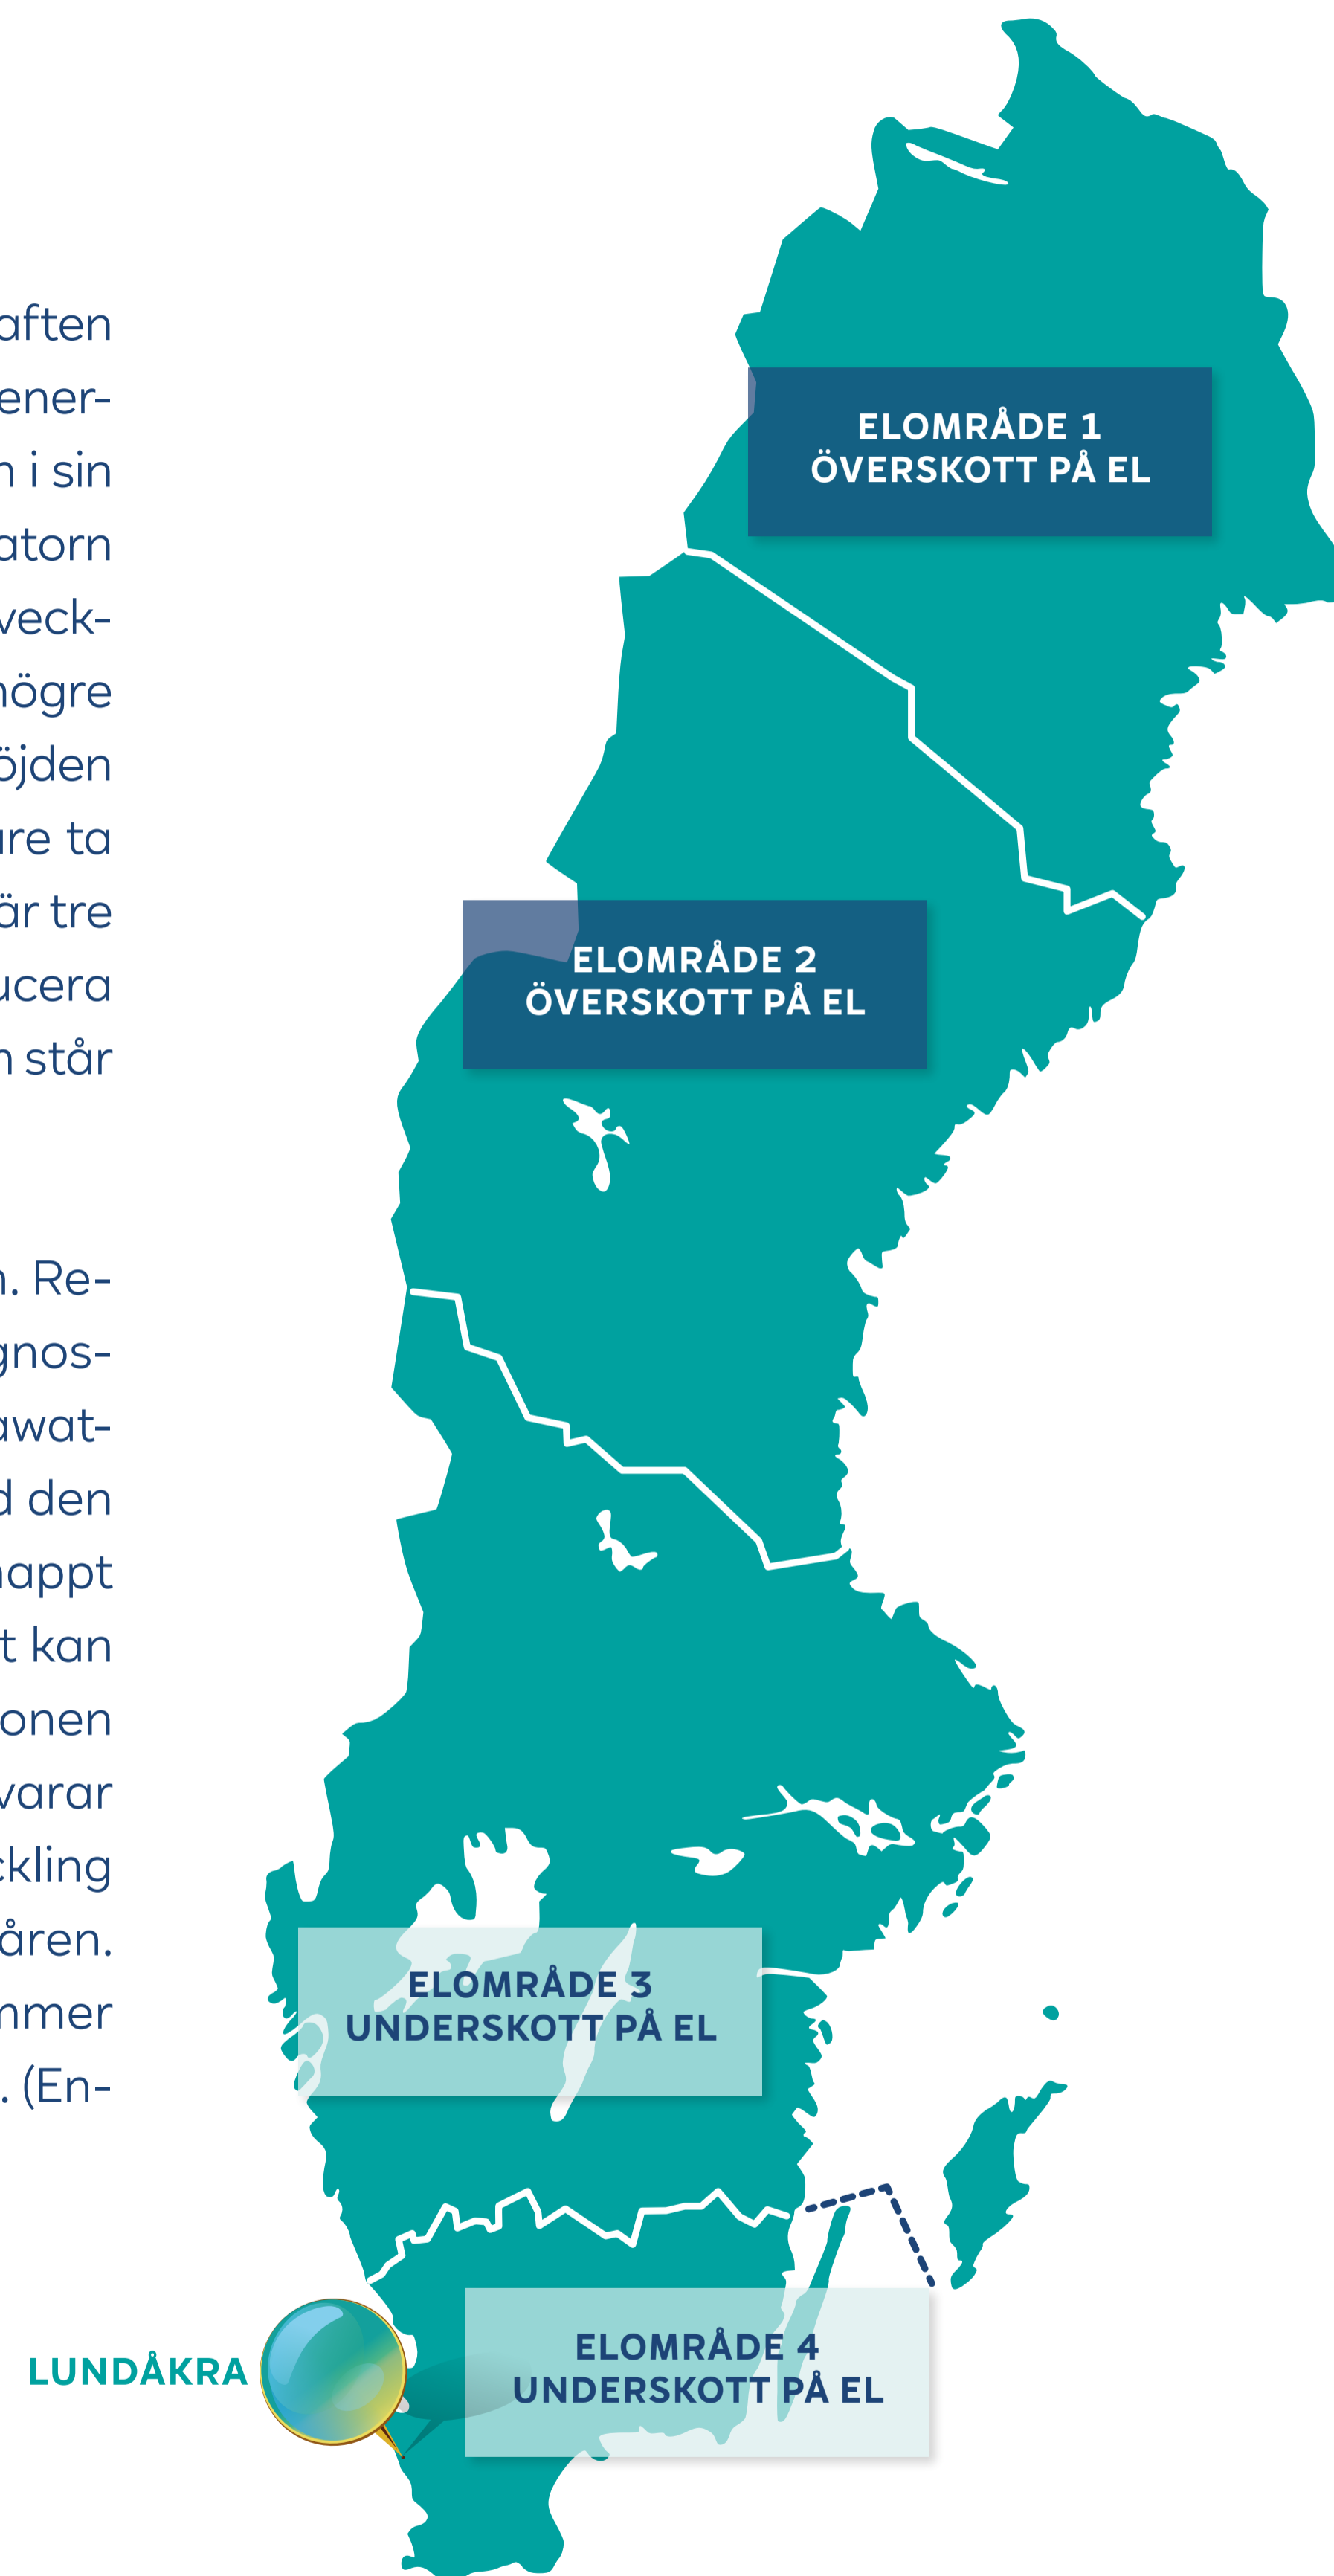 aften
ener-
i sin
atorn
veck-
högre
öjden
are ta
är tre
ucera
står
. Re-
gnos-
awat-
den
nappt
t kan
onen
varar
ckling
åren.
mmer
. (En-
ELOMRÅDE 1
ÖVERSKOTT PÅ EL
ELOMRÅDE 2
ÖVERSKOTT PÅ EL
ELOMRÅDE 3
UNDERSKOTT PÅ EL
ELOMRÅDE 4
UNDERSKOTT PÅ EL
LUNDÅKRA